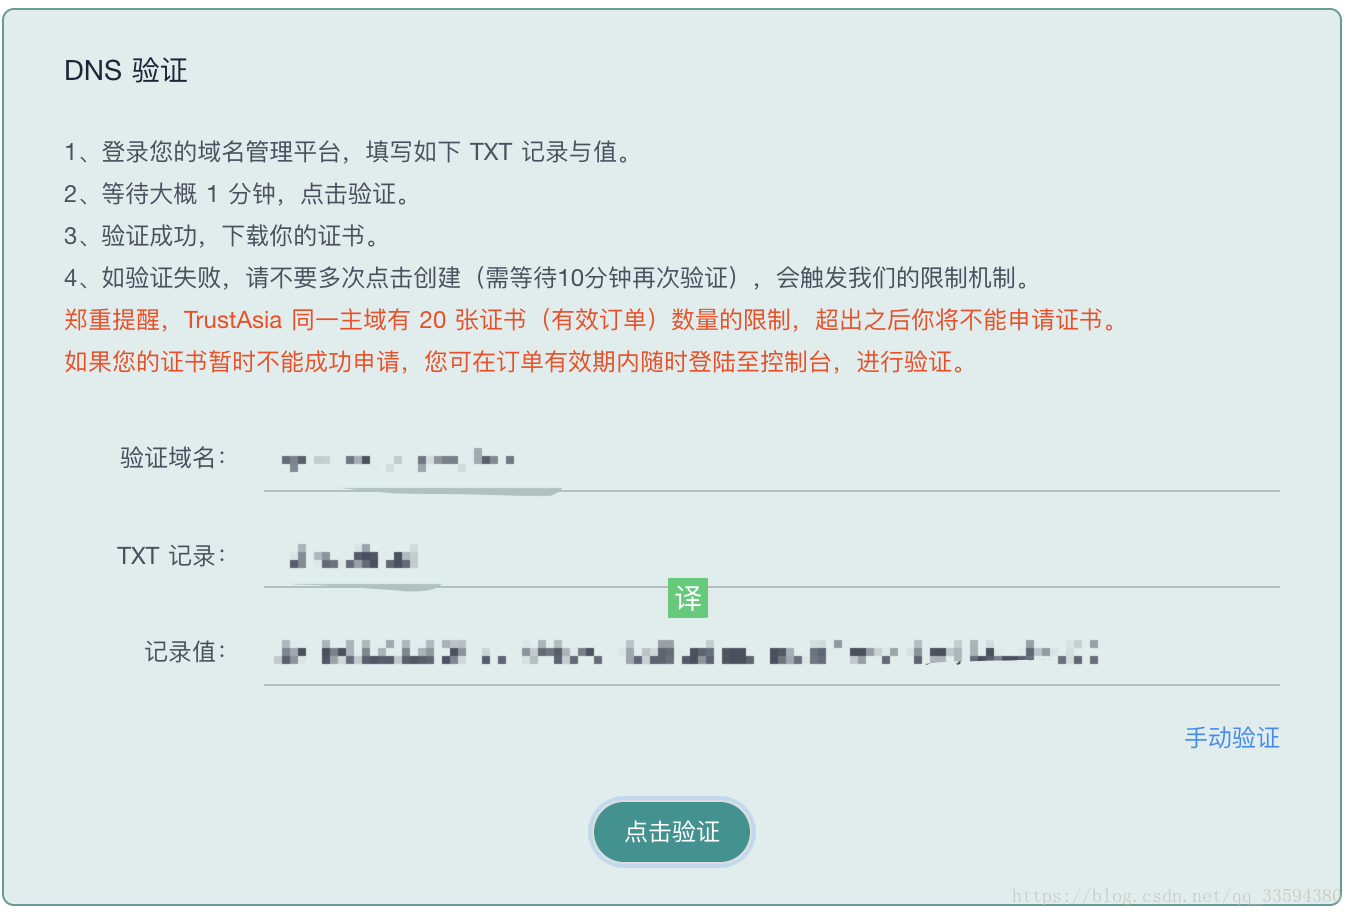 DNS 验证
1、登录您的域名管理平台，填写如下 TXT 记录与值。
2、等待大概 1 分钟，点击验证。
3、验证成功，下载你的证书。
4、如验证失败，请不要多次点击创建（需等待10分钟再次验证），会触发我们的限制机制。
郑重提醒，TrustAsia 同一主域有 20 张证书（有效订单）数量的限制，超出之后你将不能申请证书。
如果您的证书暂时不能成功申请，您可在订单有效期内随时登陆至控制台，进行验证。
验证域名：
TXT 记录：
译
记录值：
手动验证
点击验证
https://blog.csdn.net/qq_33594380